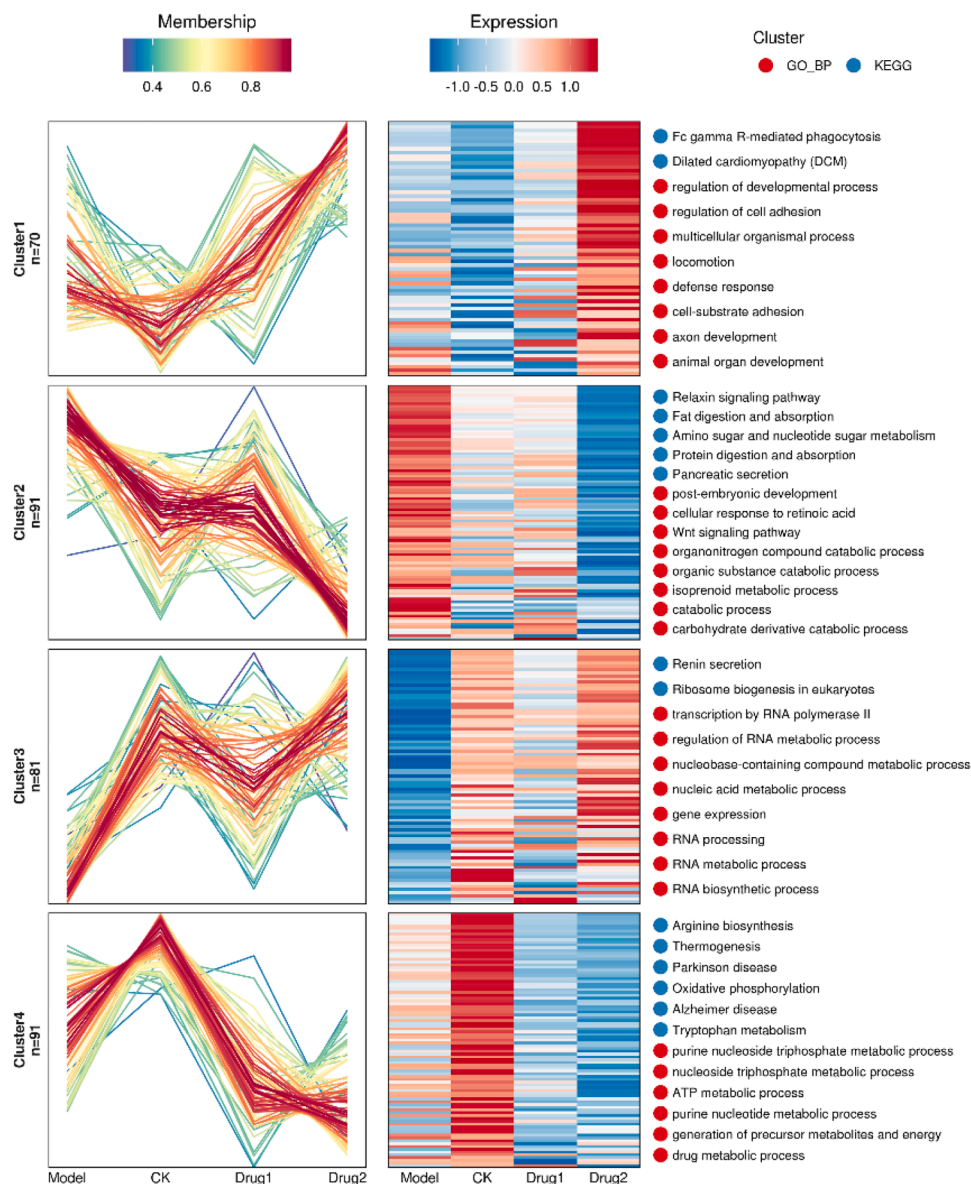 Membership
0.4 0.6 0.8
Expression
-1.0 -0.5 0.0 0.5 1.0
Cluster
GO_BP KEGG
Cluster1
n=70
Fc gamma R-mediated phagocytosis
Dilated cardiomyopathy (DCM)
regulation of developmental process
regulation of cell adhesion
multicellular organismal process
locomotion
defense response
cell-substrate adhesion
axon development
animal organ development
Cluster2
n=91
Relaxin signaling pathway
Fat digestion and absorption
Amino sugar and nucleotide sugar metabolism
Protein digestion and absorption
Pancreatic secretion
post-embryonic development
cellular response to retinoic acid
Wnt signaling pathway
organonitrogen compound catabolic process
organic substance catabolic process
isoprenoid metabolic process
catabolic process
carbohydrate derivative catabolic process
Cluster3
n=81
Renin secretion
Ribosome biogenesis in eukaryotes
transcription by RNA polymerase II
regulation of RNA metabolic process
nucleobase-containing compound metabolic process
nucleic acid metabolic process
gene expression
RNA processing
RNA metabolic process
RNA biosynthetic process
Cluster4
n=91
Arginine biosynthesis
Thermogenesis
Parkinson disease
Oxidative phosphorylation
Alzheimer disease
Tryptophan metabolism
purine nucleoside triphosphate metabolic process
nucleoside triphosphate metabolic process
ATP metabolic process
purine nucleotide metabolic process
generation of precursor metabolites and energy
drug metabolic process
Model CK Drug1 Drug2
Model CK Drug1 Drug2